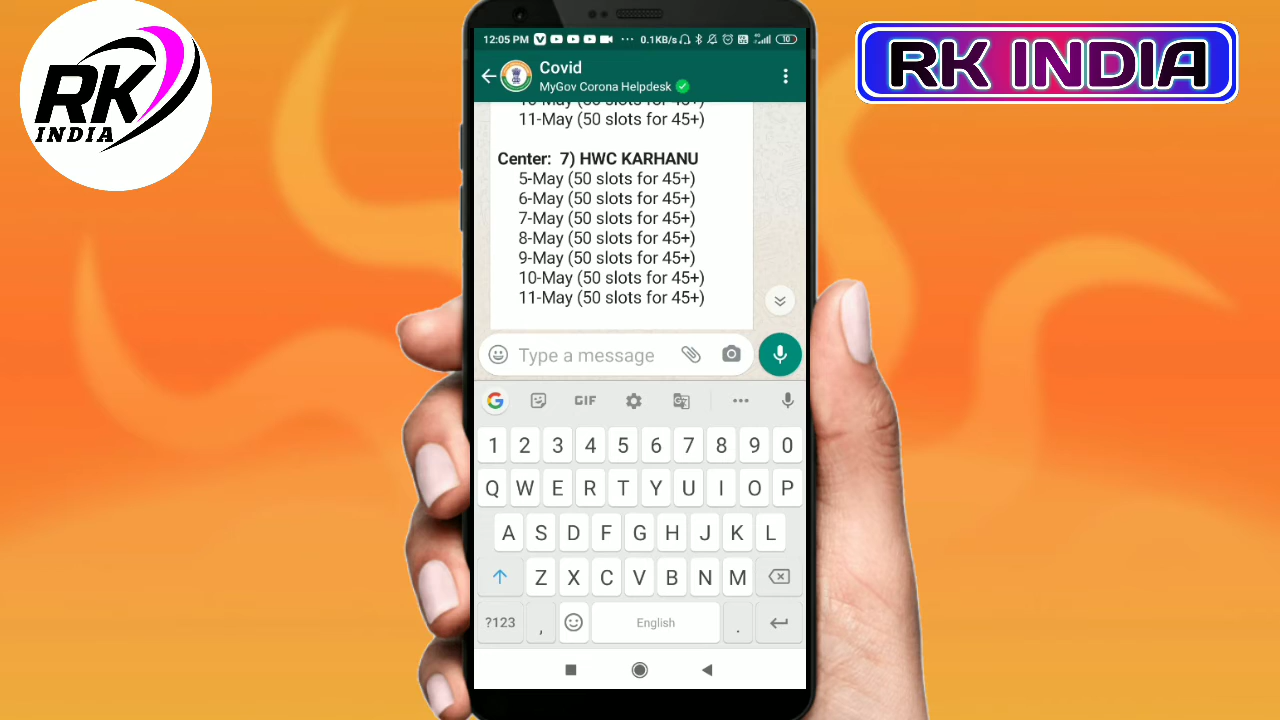 RK
INDIA
RK INDIA
12:05 PM 0.1KB/s 10
Covid
MyGov Corona Helpdesk
11-May (50 slots for 45+)
Center: 7) HWC KARHANU
5-May (50 slots for 45+)
6-May (50 slots for 45+)
7-May (50 slots for 45+)
8-May (50 slots for 45+)
9-May (50 slots for 45+)
10-May (50 slots for 45+)
11-May (50 slots for 45+)
Type a message
G GIF
1 2 3 4 5 6 7 8 9 0
Q W E R T Y U I O P
A S D F G H J K L
Z X C V B N M
?123 , English .